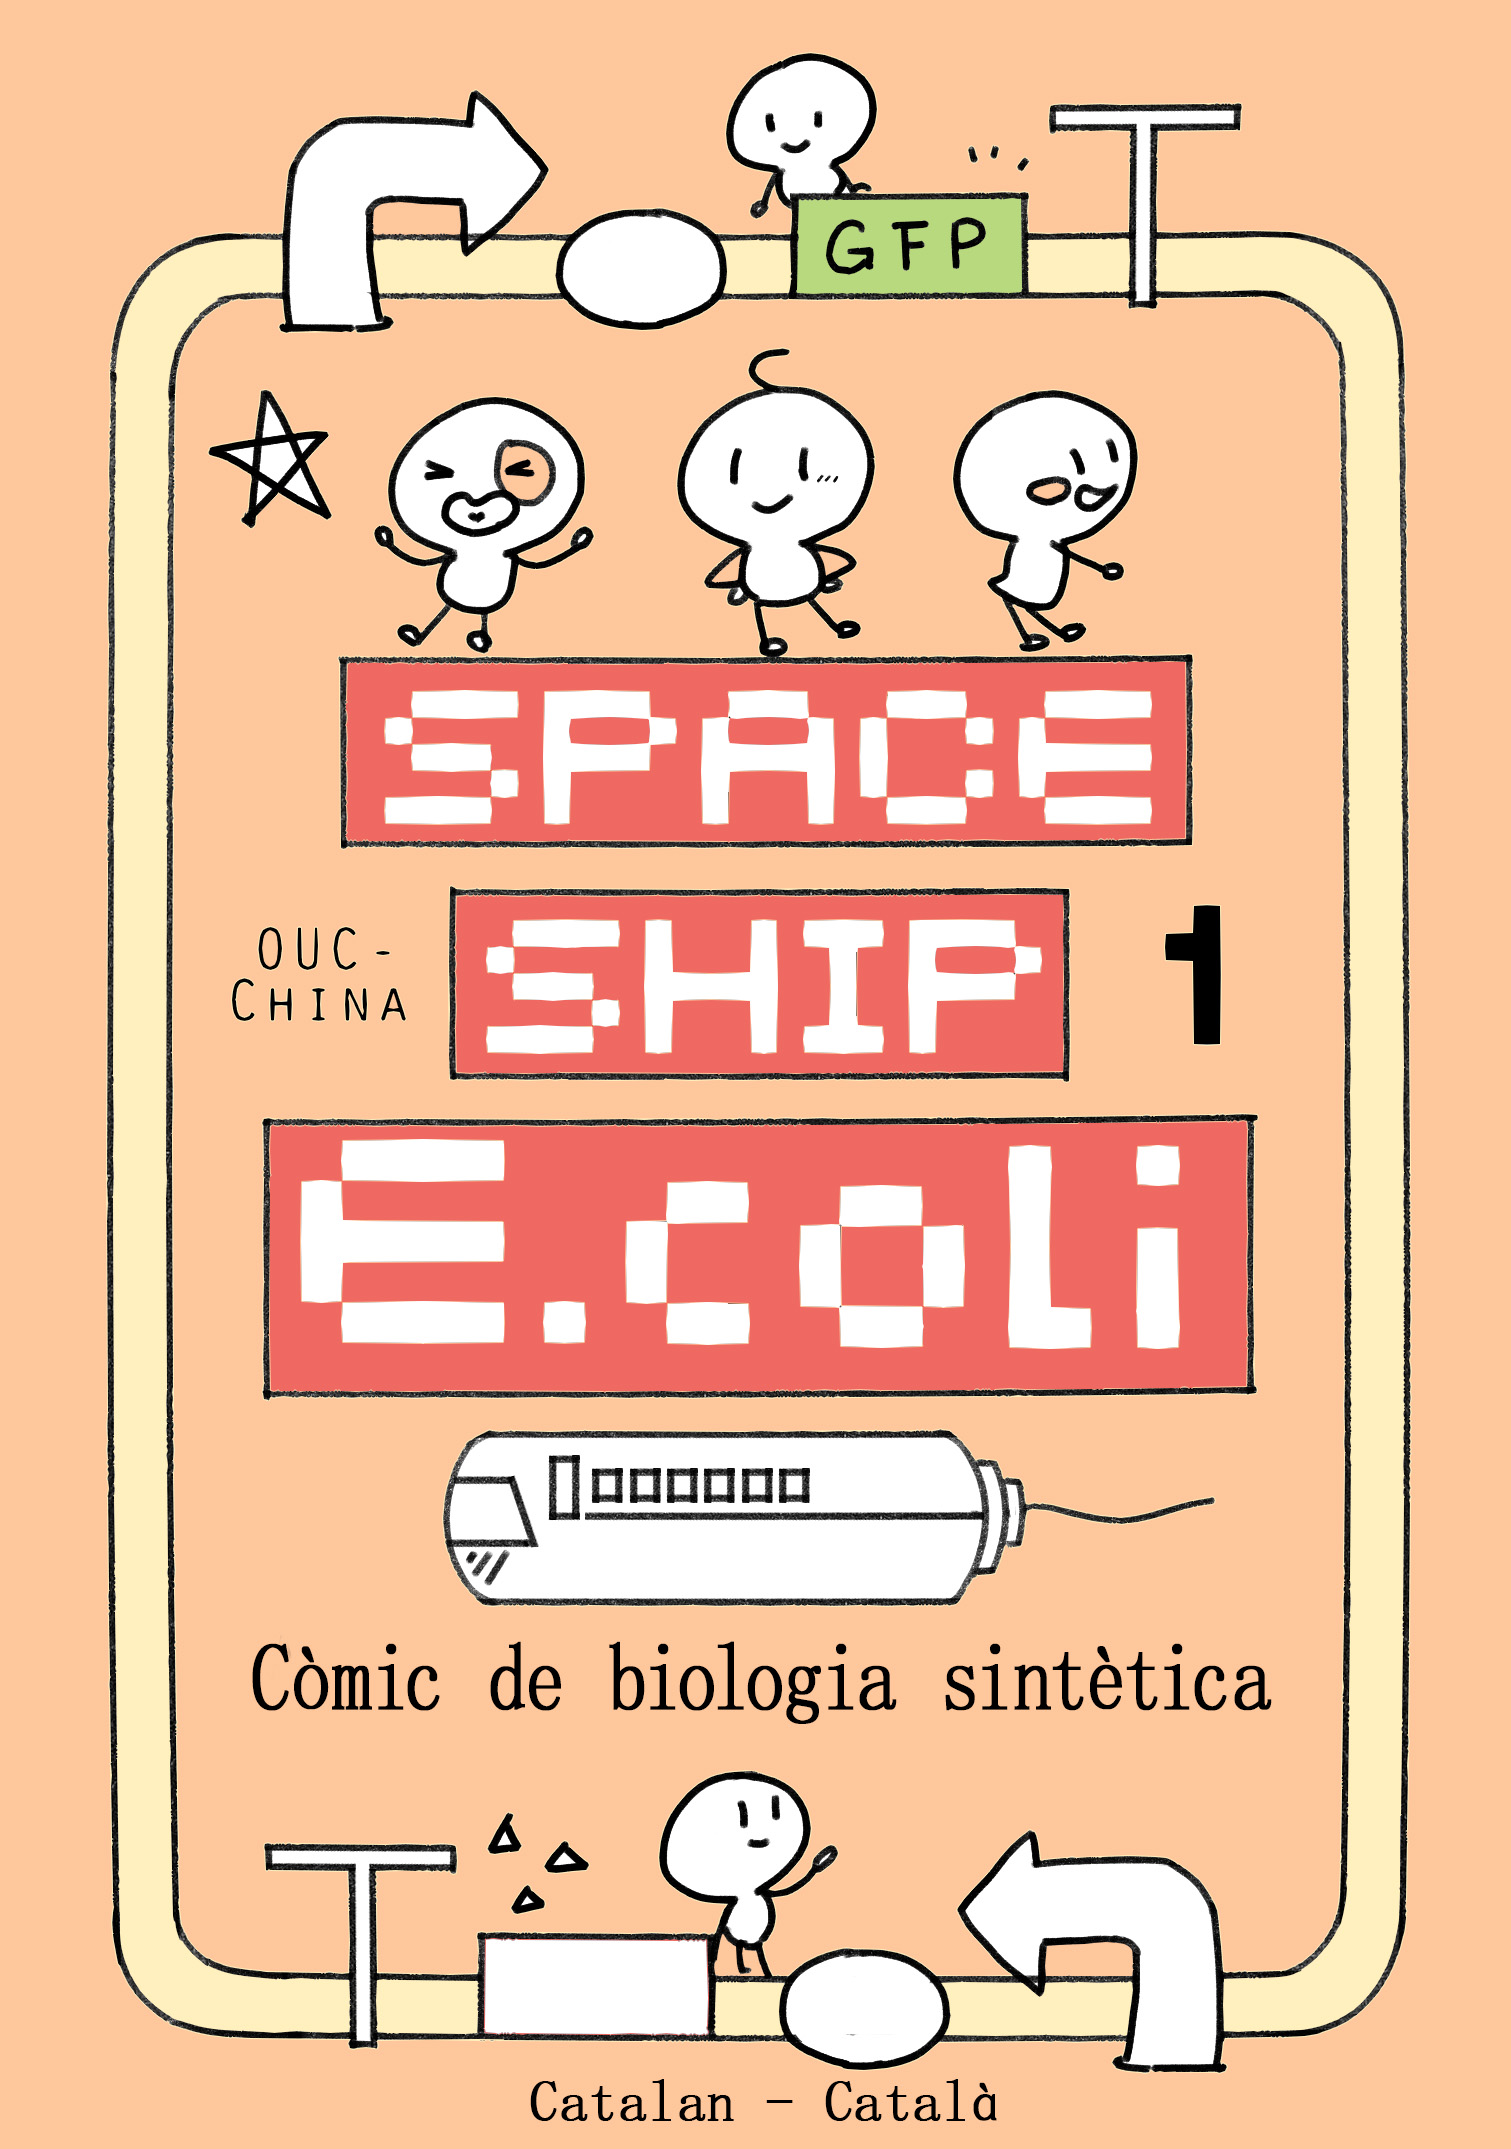 GFP
SPACE
OUC-
CHINA
SHIP
1
E.coli
Còmic de biologia sintètica
Catalan - Català